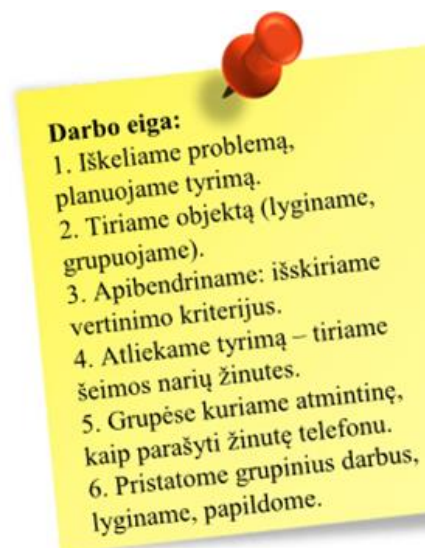 Darbo eiga:
1. Iškeliame problemą,
planuojame tyrimą.
2. Tiriame objektą (lyginame,
grupuojame).
3. Apibendriname: išskiriame
vertinimo kriterijus.
4. Atliekame tyrimą – tiriame
šeimos narių žinutes.
5. Grupėse kuriame atmintinę,
kaip parašyti žinutę telefonu.
6. Pristatome grupinius darbus,
lyginame, papildome.